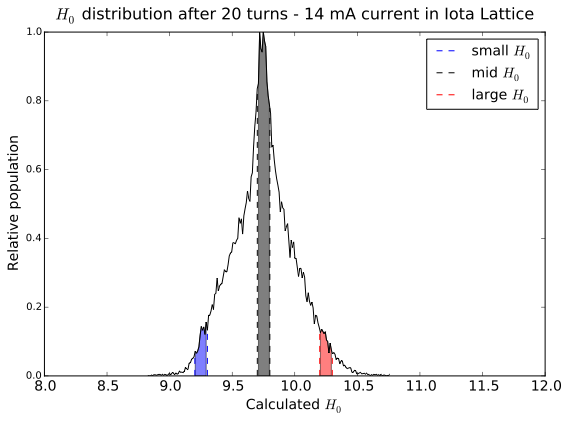 H₀ distribution after 20 turns - 14 mA current in Iota Lattice
small H₀
mid H₀
large H₀
Relative population
1.0
0.8
0.6
0.4
0.2
0.0
8.0 8.5 9.0 9.5 10.0 10.5 11.0 11.5 12.0
Calculated H₀